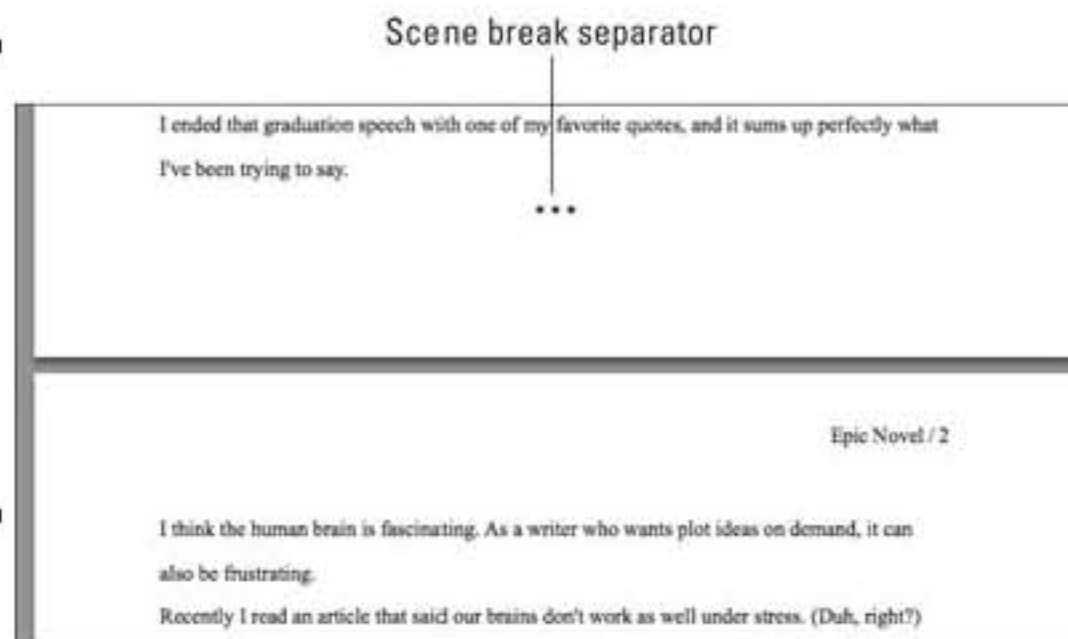 Scene break separator
I ended that graduation speech with one of my favorite quotes, and it sums up perfectly what
I've been trying to say.
•••
Epic Novel / 2
I think the human brain is fascinating. As a writer who wants plot ideas on demand, it can
also be frustrating.
Recently I read an article that said our brains don't work as well under stress. (Duh, right?)